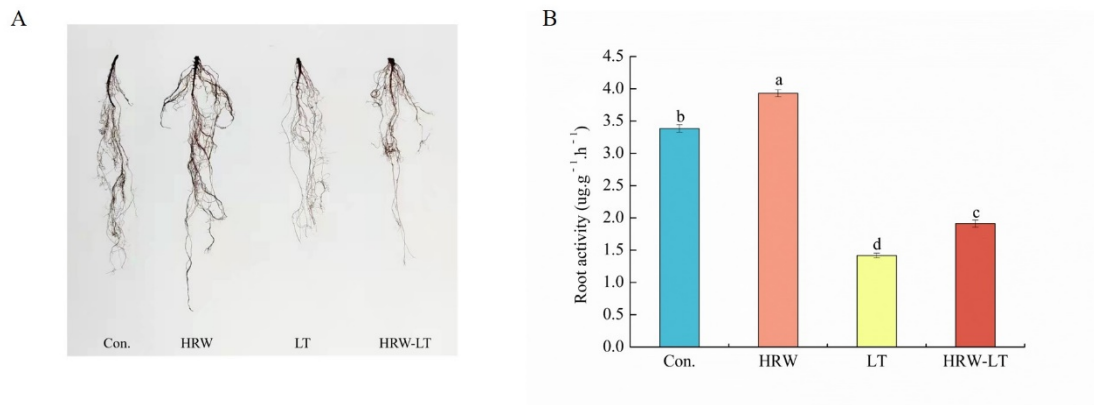 A
Con. HRW LT HRW-LT
B
Root activity (ug.g⁻¹.h⁻¹)
4.5
4.0
3.5
3.0
2.5
2.0
1.5
1.0
0.5
0.0
b
a
d
c
Con. HRW LT HRW-LT